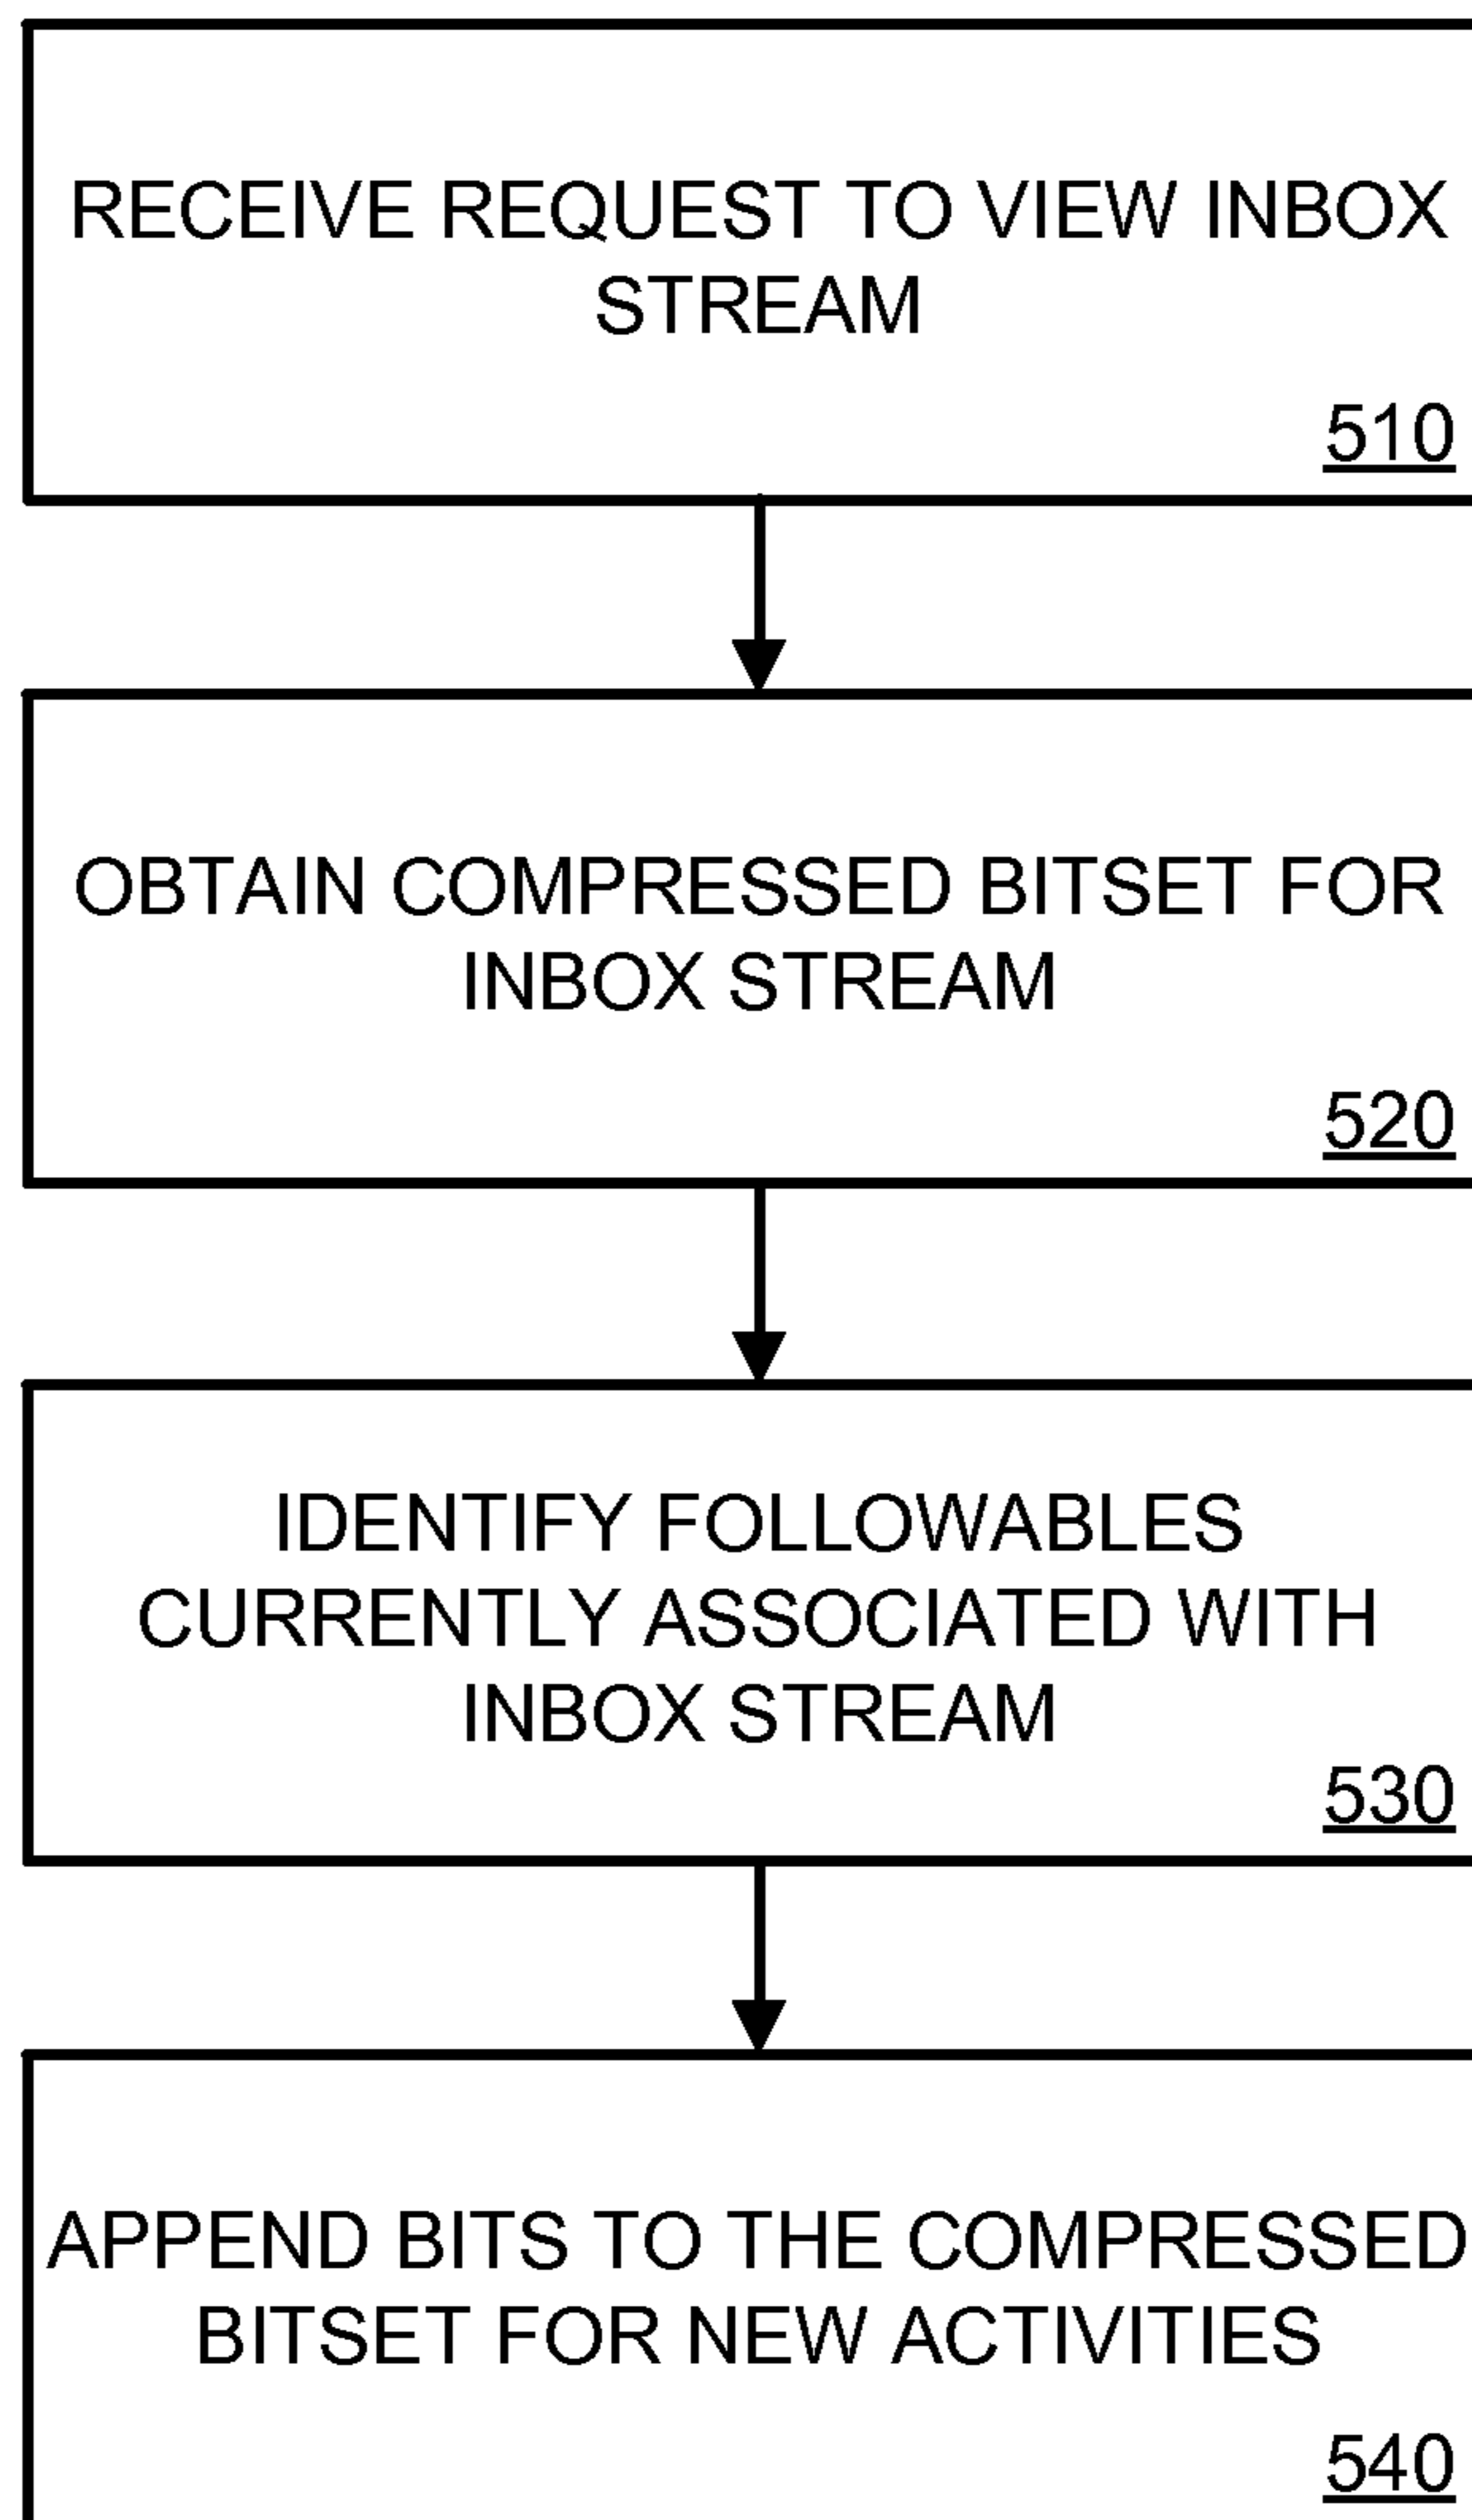 RECEIVE REQUEST TO VIEW INBOX
STREAM
510
OBTAIN COMPRESSED BITSET FOR
INBOX STREAM
520
IDENTIFY FOLLOWABLES
CURRENTLY ASSOCIATED WITH
INBOX STREAM
530
APPEND BITS TO THE COMPRESSED
BITSET FOR NEW ACTIVITIES
540